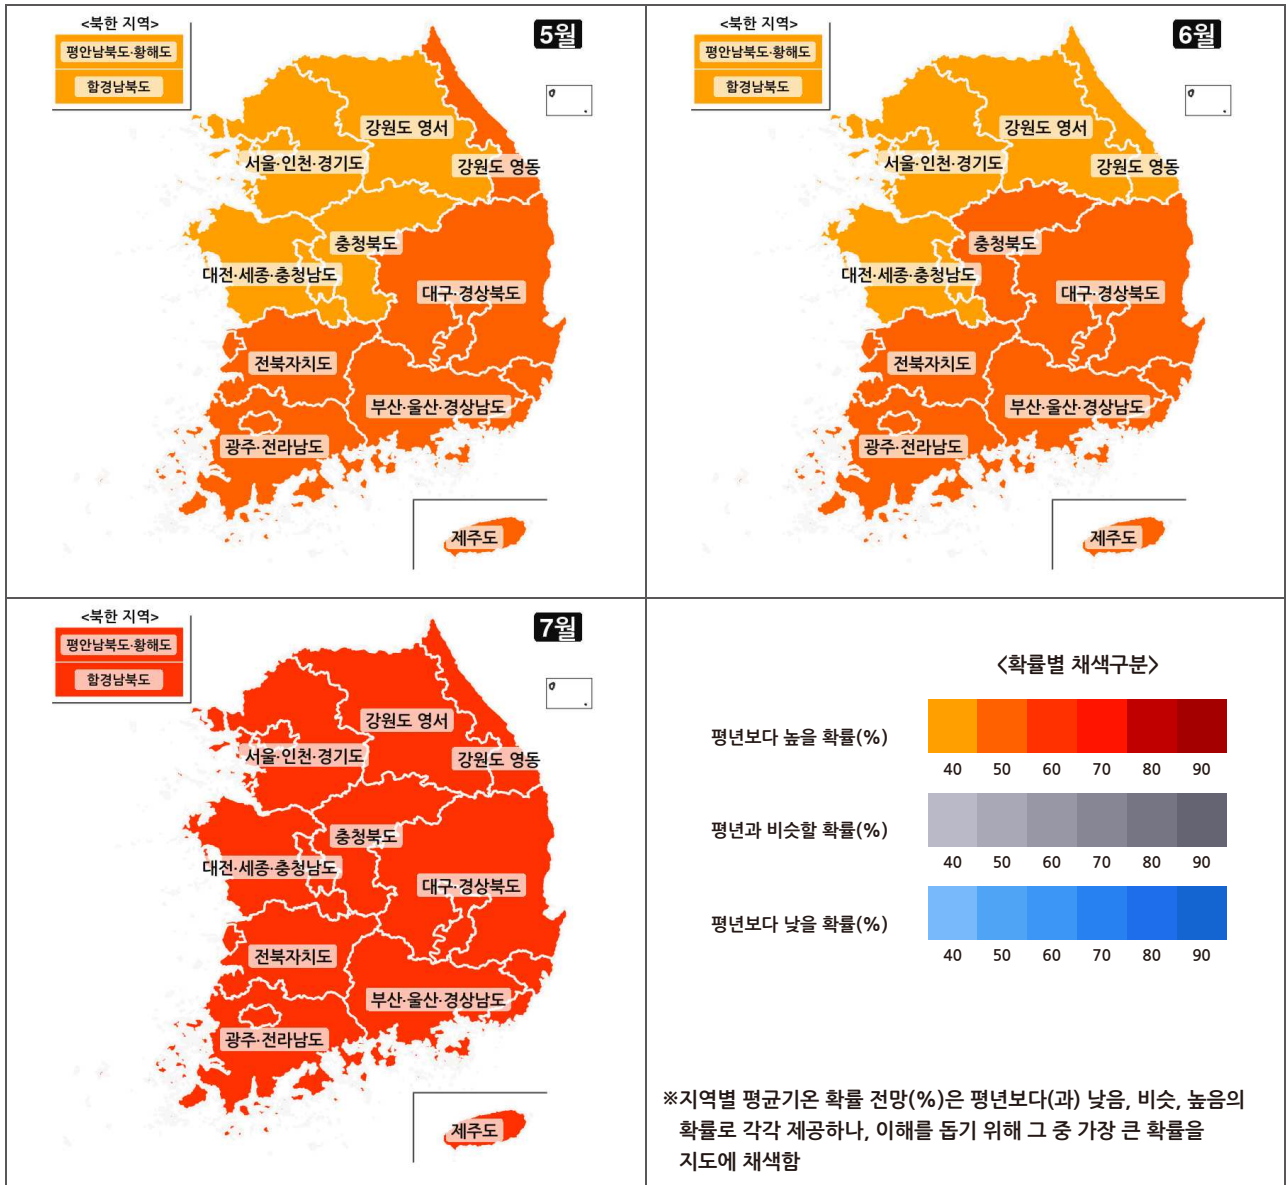 <북한 지역>
평안남북도·황해도
함경남북도
5월
강원도 영서
서울·인천·경기도
강원도 영동
충청북도
대전·세종·충청남도
대구·경상북도
전북자치도
부산·울산·경상남도
광주·전라남도
제주도
<북한 지역>
평안남북도·황해도
함경남북도
6월
강원도 영서
서울·인천·경기도
강원도 영동
충청북도
대전·세종·충청남도
대구·경상북도
전북자치도
부산·울산·경상남도
광주·전라남도
제주도
<북한 지역>
평안남북도·황해도
함경남북도
7월
강원도 영서
서울·인천·경기도
강원도 영동
충청북도
대전·세종·충청남도
대구·경상북도
전북자치도
부산·울산·경상남도
광주·전라남도
제주도
<확률별 채색구분>
평년보다 높을 확률(%)
40 50 60 70 80 90
평년과 비슷할 확률(%)
40 50 60 70 80 90
평년보다 낮을 확률(%)
40 50 60 70 80 90
※지역별 평균기온 확률 전망(%)은 평년보다(과) 낮음, 비슷, 높음의
확률로 각각 제공하나, 이해를 돕기 위해 그 중 가장 큰 확률을
지도에 채색함